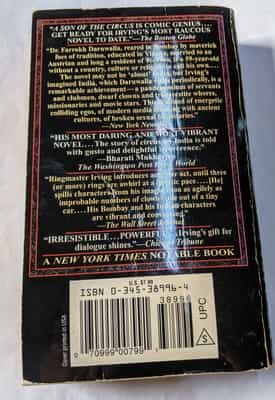 "A SON OF THE CIRCUS IS COMIC GENIUS....
GET READY FOR IRVING'S MOST RAUCOUS
NOVEL TO DATE."—The Boston Globe
"Dr. Farrokh Daruwalla, reared in Bombay by maverick
foes of tradition, educated in Vienna, married to an
Austrian and long a resident of Toronto, is a 59-year-old
without a country, culture or religion to call his own....
The novel may not be 'about' India, but Irving's
imagined India, which Daruwalla visits periodically, is a
remarkable achievement—a pandemonium of servants
and clubmen, dwarf clowns and transvestite whores,
missionaries and movie stars. This is a land of energetic
colliding egos, of modern media clashing with ancient
cultures, of broken sexual boundaries."
—New York Newsday
"HIS MOST DARING AND MOST VIBRANT
NOVEL.... The story of circus-as-India is told
with gusto and delightful irreverence."
—Bharati Mukherjee
The Washington Post Book World
"Ringmaster Irving introduces act after act, until three
(or more) rings are awhirl at a lunatic pace.... [He]
spills characters from his imagination as agilely as
improbable numbers of clowns pile out of a tiny
car.... His Bombay and his Indian characters
are vibrant and convincing."
—The Wall Street Journal
"IRRESISTIBLE.... POWERFUL.... Irving's gift for
dialogue shines."—Chicago Tribune
A NEW YORK TIMES NOTABLE BOOK
U.S. $7.99
ISBN 0-345-38996-4
38996
0 70999 00799
UPC
S
Cover printed in USA